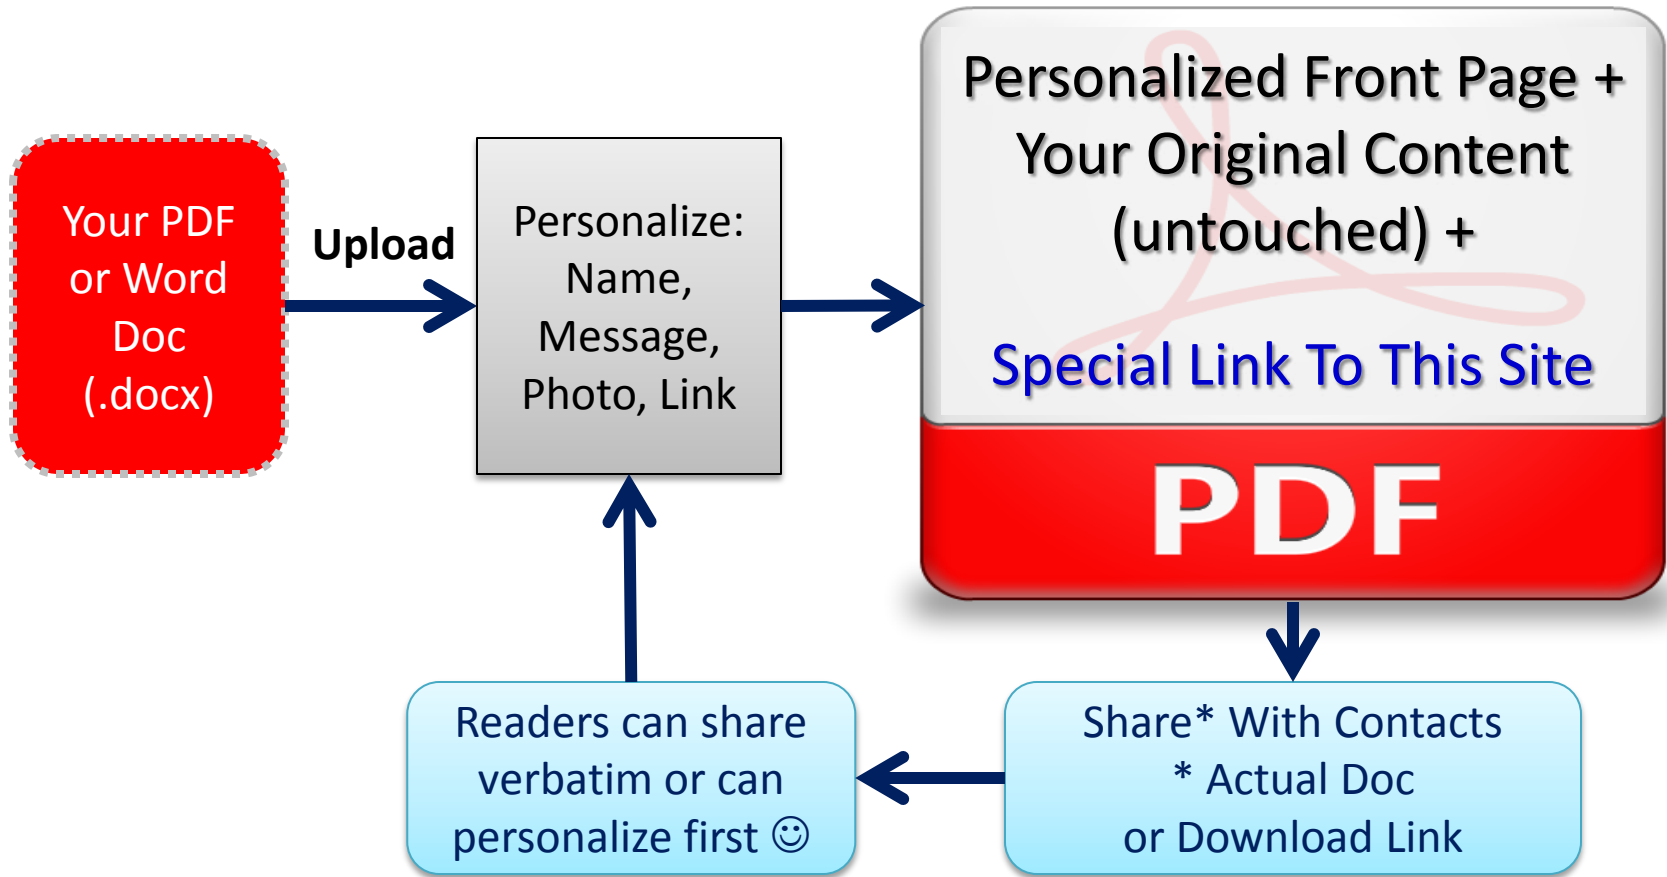 Your PDF
or Word
Doc
(.docx)
Upload
Personalize:
Name,
Message,
Photo, Link
Personalized Front Page +
Your Original Content
(untouched) +
Special Link To This Site
PDF
Share* With Contacts
* Actual Doc
or Download Link
Readers can share
verbatim or can
personalize first ☺